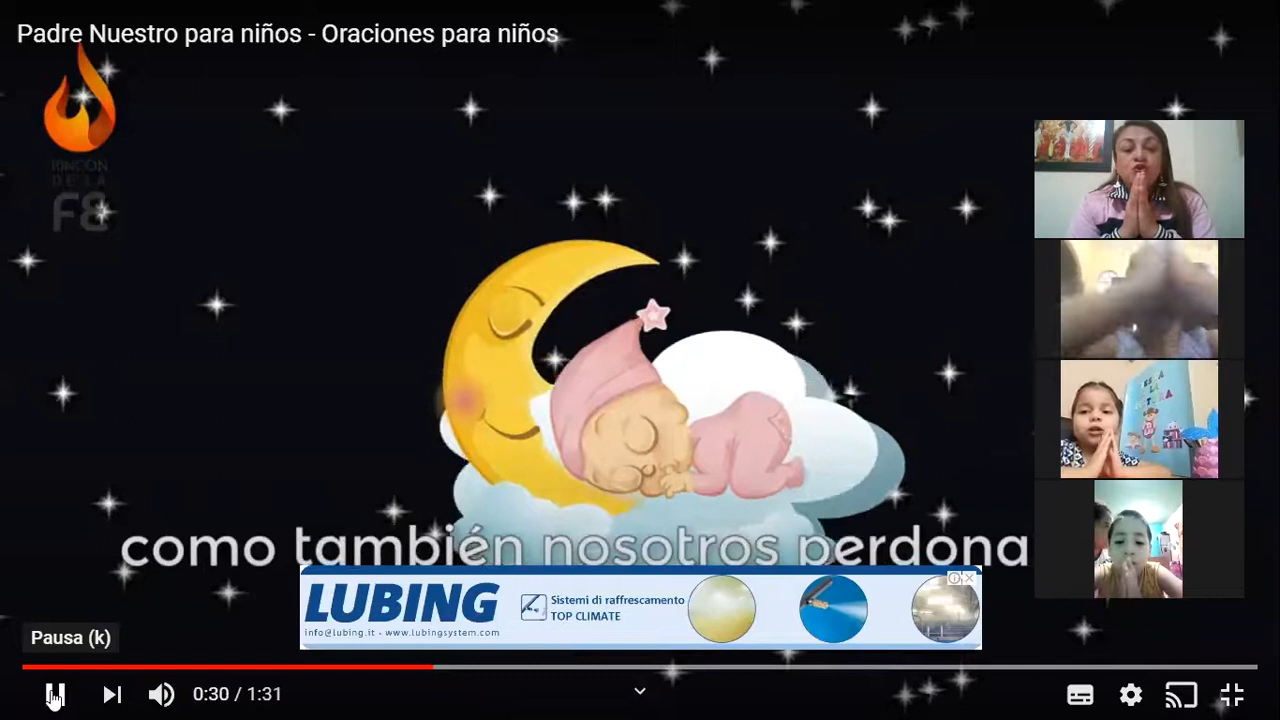 Padre Nuestro para niños - Oraciones para niños
RINCON
DE LA
Fe
como también nosotros perdona
LUBING
info@lubing.it • www.lubingsystem.com
Sistemi di raffrescamento
TOP CLIMATE
Pausa (k)
0:30 / 1:31